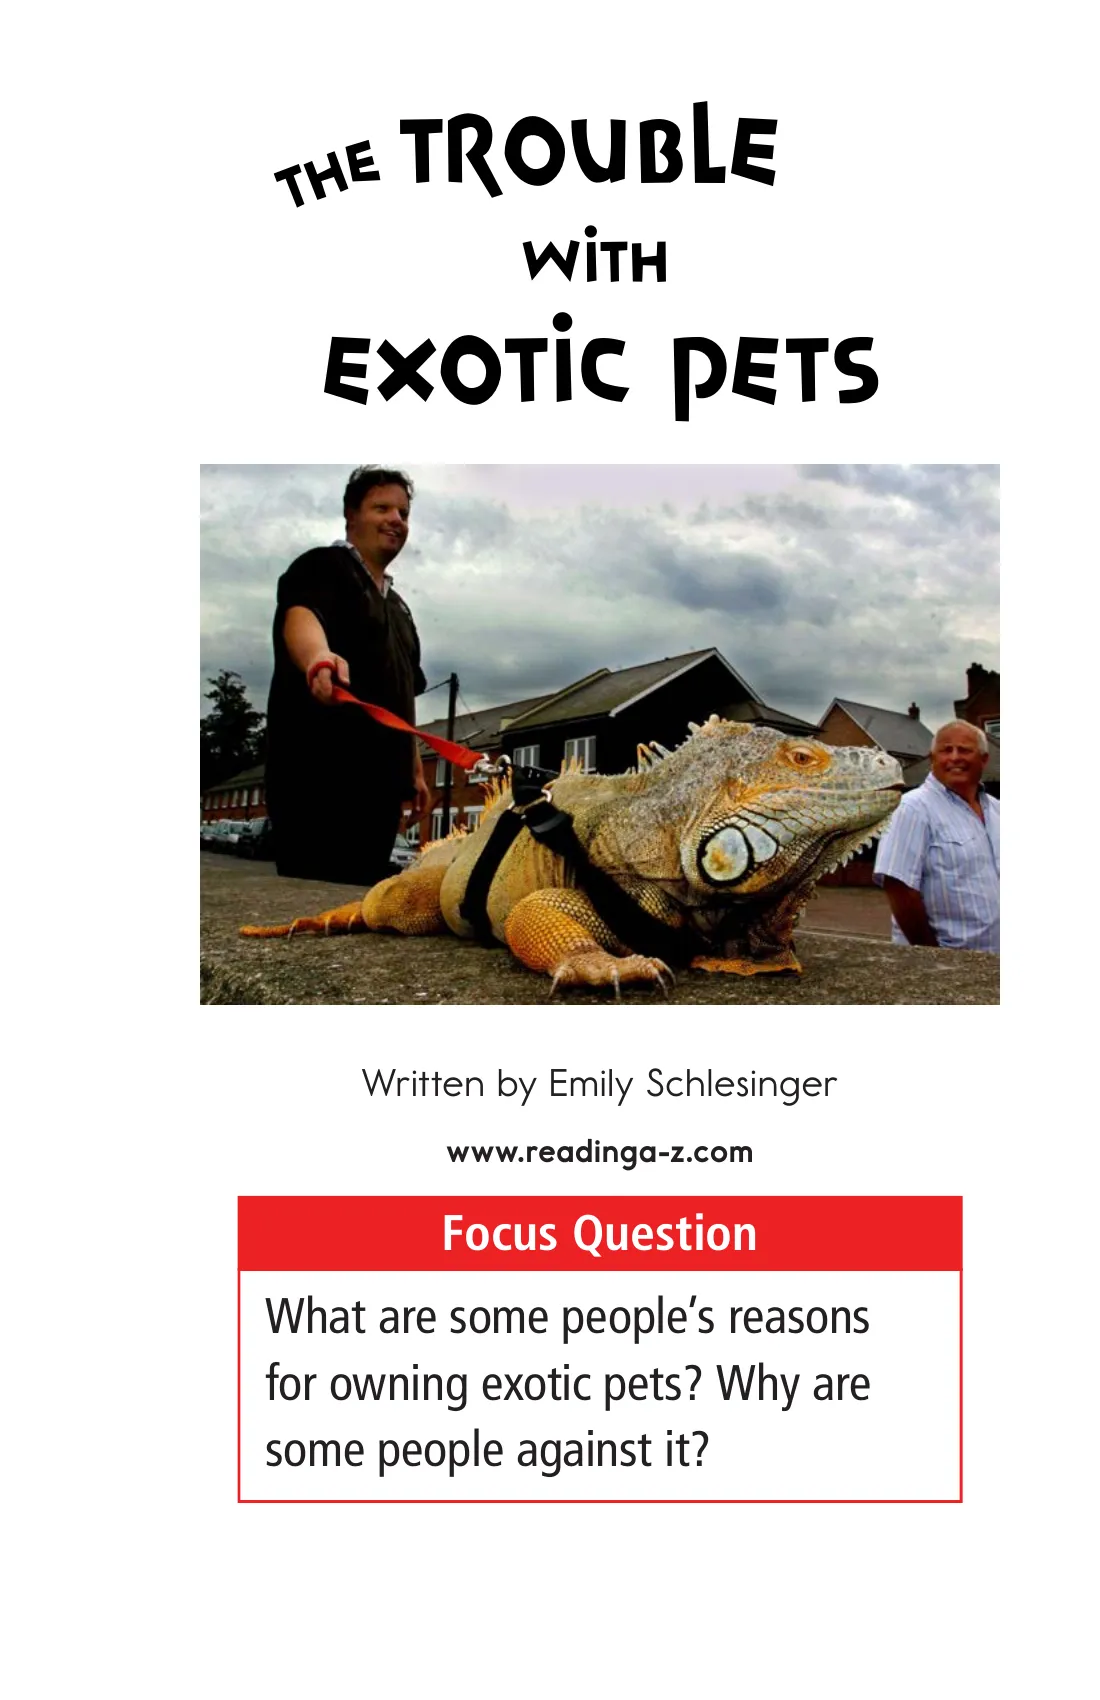 THE TROUBLE
WiTH
EXOTiC PETS
Written by Emily Schlesinger
www.readinga-z.com
Focus Question
What are some people’s reasons
for owning exotic pets? Why are
some people against it?